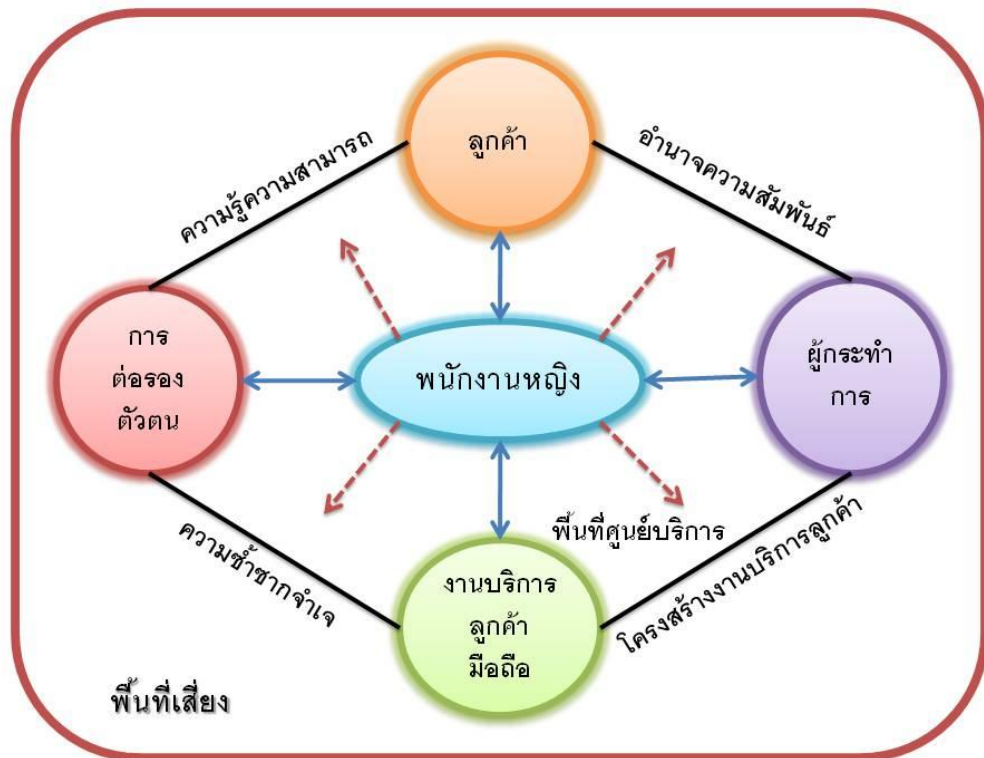 ลูกค้า
ความรู้ความสามารถ
อำนาจความสัมพันธ์
การ
ต่อรอง
ตัวตน
พนักงานหญิง
ผู้กระทำ
การ
พื้นที่ศูนย์บริการ
ความซ้ำซากจำเจ
งานบริการ
ลูกค้า
มือถือ
โครงสร้างงานบริการลูกค้า
พื้นที่เสี่ยง